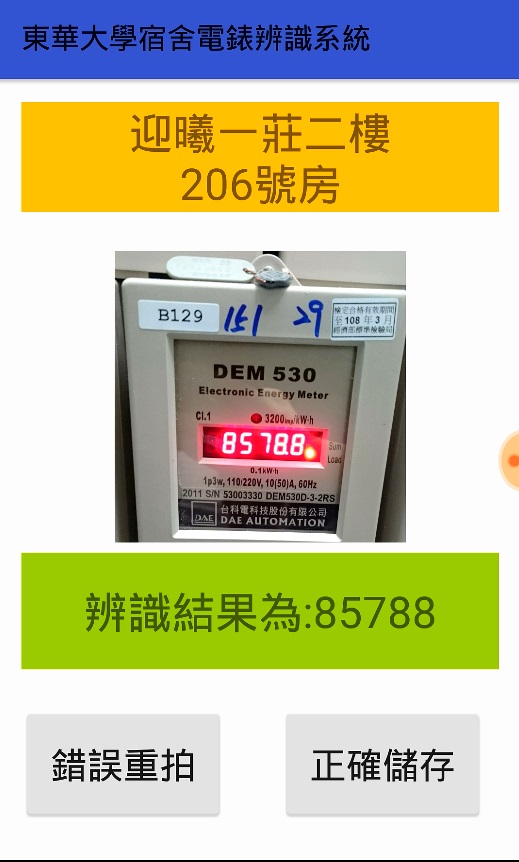 東華大學宿舍電錶辨識系統
迎曦一莊二樓
206號房
B129
151 29
檢定合格有效期間
至108年3月
經濟部標準檢驗局
DEM 530
Electronic Energy Meter
Cl.1
3200imp/kW·h
8578.8
Sum
Load
0.1kW·h
1p3w, 110/220V, 10(50)A, 60Hz
2011 S/N 53003330 DEM530D-3-2RS
DAE
台科電科技股份有限公司
DAE AUTOMATION
辨識結果為:85788
錯誤重拍
正確儲存